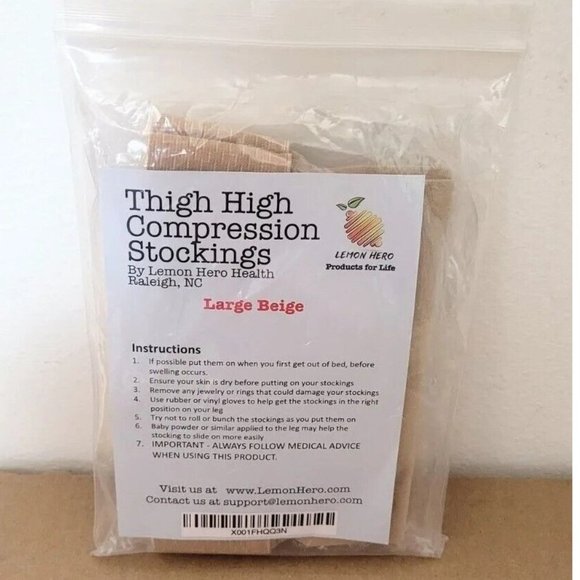 Thigh High
Compression
Stockings
By Lemon Hero Health
Raleigh, NC
LEMON HERO
Products for Life
Large Beige
Instructions
1. If possible put them on when you first get out of bed, before
swelling occurs.
2. Ensure your skin is dry before putting on your stockings
3. Remove any jewelry or rings that could damage your stockings
4. Use rubber or vinyl gloves to help get the stockings in the right
position on your leg
5. Try not to roll or bunch the stockings as you put them on
6. Baby powder or similar applied to the leg may help the
stocking to slide on more easily
7. IMPORTANT - ALWAYS FOLLOW MEDICAL ADVICE
WHEN USING THIS PRODUCT.
Visit us at www.LemonHero.com
Contact us at support@lemonhero.com
X001FHQQ3N